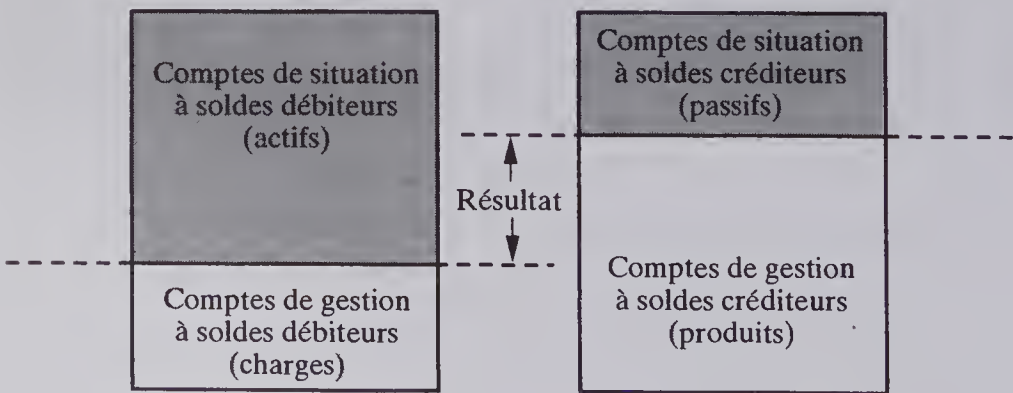 Comptes de situation
à soldes débiteurs
(actifs)
Comptes de situation
à soldes créditeurs
(passifs)
Résultat
Comptes de gestion
à soldes débiteurs
(charges)
Comptes de gestion
à soldes créditeurs
(produits)